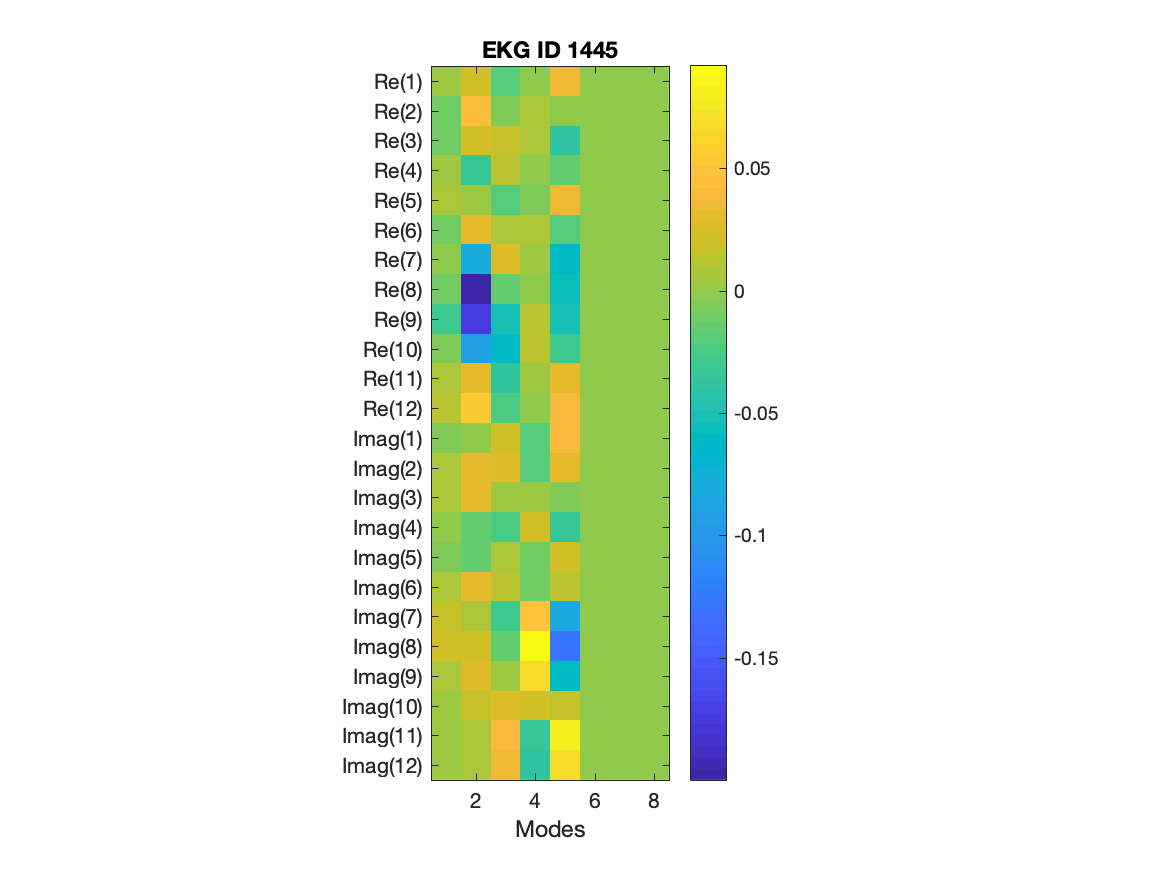 EKG ID 1445
Re(1)
Re(2)
Re(3)
Re(4)
Re(5)
Re(6)
Re(7)
Re(8)
Re(9)
Re(10)
Re(11)
Re(12)
Imag(1)
Imag(2)
Imag(3)
Imag(4)
Imag(5)
Imag(6)
Imag(7)
Imag(8)
Imag(9)
Imag(10)
Imag(11)
Imag(12)
2 4 6 8
Modes
0.05
0
-0.05
-0.1
-0.15